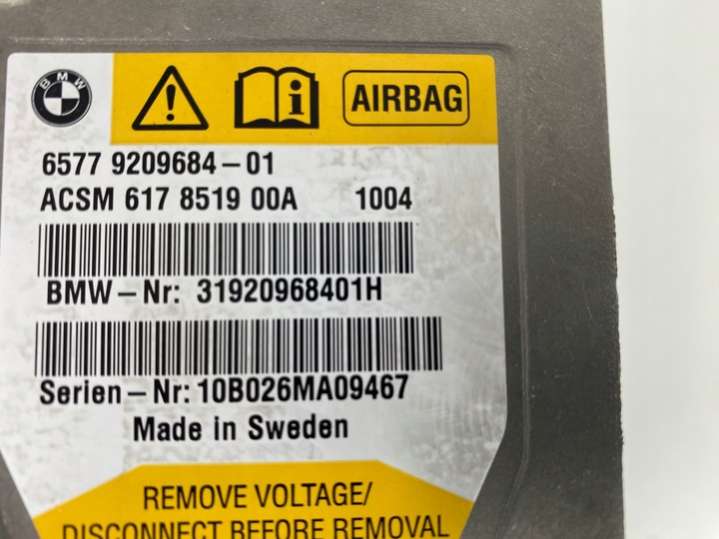 BMW
AIRBAG
6577 9209684-01
ACSM 617 8519 00A 1004
BMW-Nr: 31920968401H
Serien-Nr: 10B026MA09467
Made in Sweden
REMOVE VOLTAGE/
DISCONNECT BEFORE REMOVAL